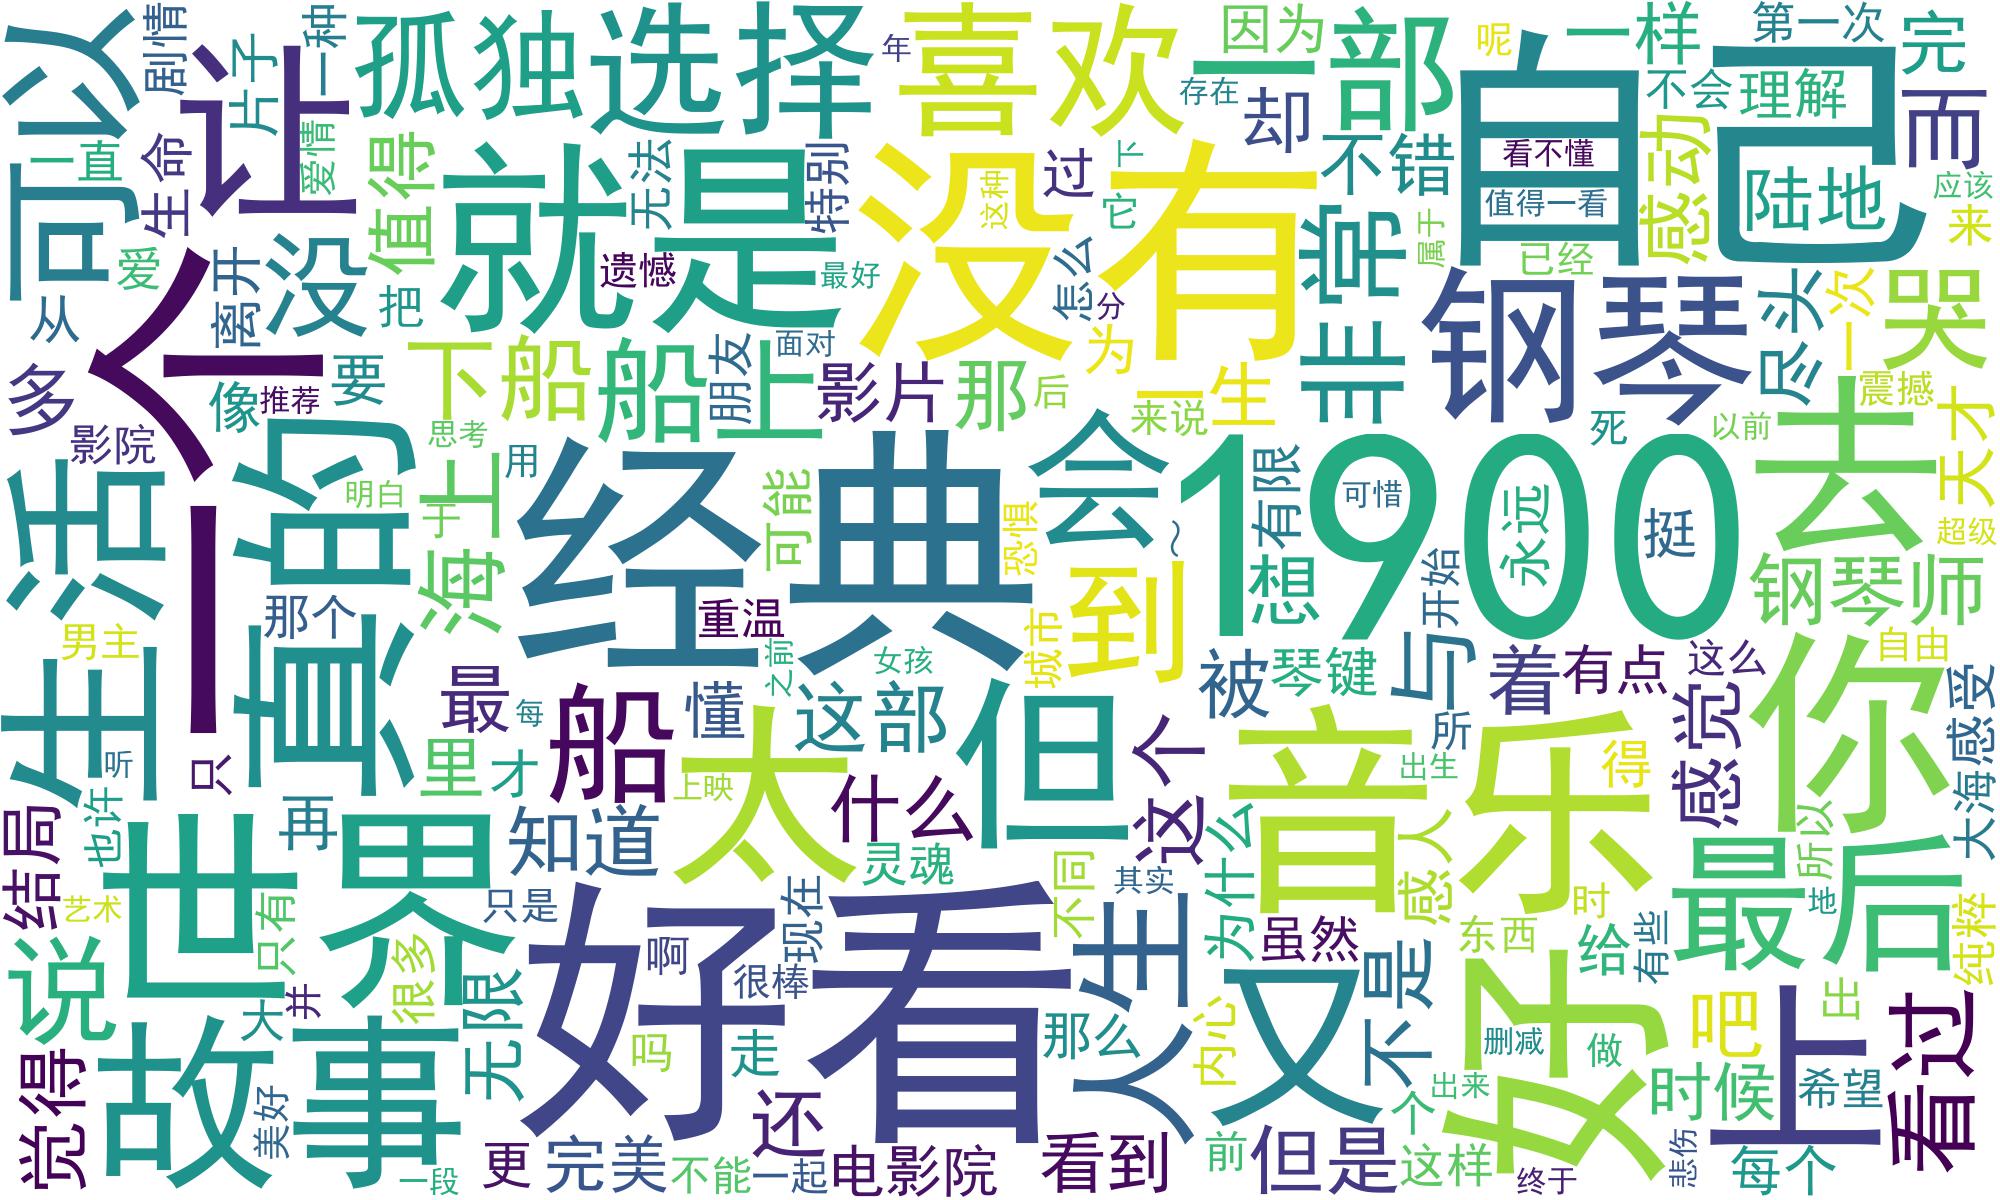 可以
剧情
让
片子
一种
孤独
选择
年
喜欢
因为
存在
一部
呢
一样
第一次
完
自己
不会
理解
而
却
不错
看不懂
值得一看
感动
陆地
应该
来
一直
生命
爱情
值得
就是
无法
特别
没有
这种
过
卜
它
属于
非常
已经
爱
离开
没
把
遗憾
最好
怎么
分
钢琴
尽头
一次
哭
从
一个
多
像
推荐
要
下船
船上
朋友
面对
影片
那
后
为
一生
来说
死
以前
震撼
天才
影院
真的
思考
明白
海上
于
用
经典
可能
恐惧
会
～
1900
有限
可惜
永远
挺
去
超级
生活
那个
重温
到
想
开始
钢琴师
男主
城市
之前
女孩
被
琴键
与
着
有点
这么
自由
你
只
最
每
船
懂
太
这部
但
这个
音乐
所
得
感觉
大海
感受
听
里
才
上映
什么
出生
也许
结局
世界
再
知道
灵魂
不同
其实
为什么
感人
所以
最后
艺术
只有
很多
只是
好看
啊
现在
很棒
人生
虽然
又
不是
好
东西
时
给
有些
地
纯粹
说
大
并
无限
吗
走
那么
内心
删减
做
吧
出
上
觉得
故事
美好
一段
更
完美
不能
还
一起
电影院
看到
前
但是
个
出来
这样
终于
时候
悲伤
每个
希望
看过